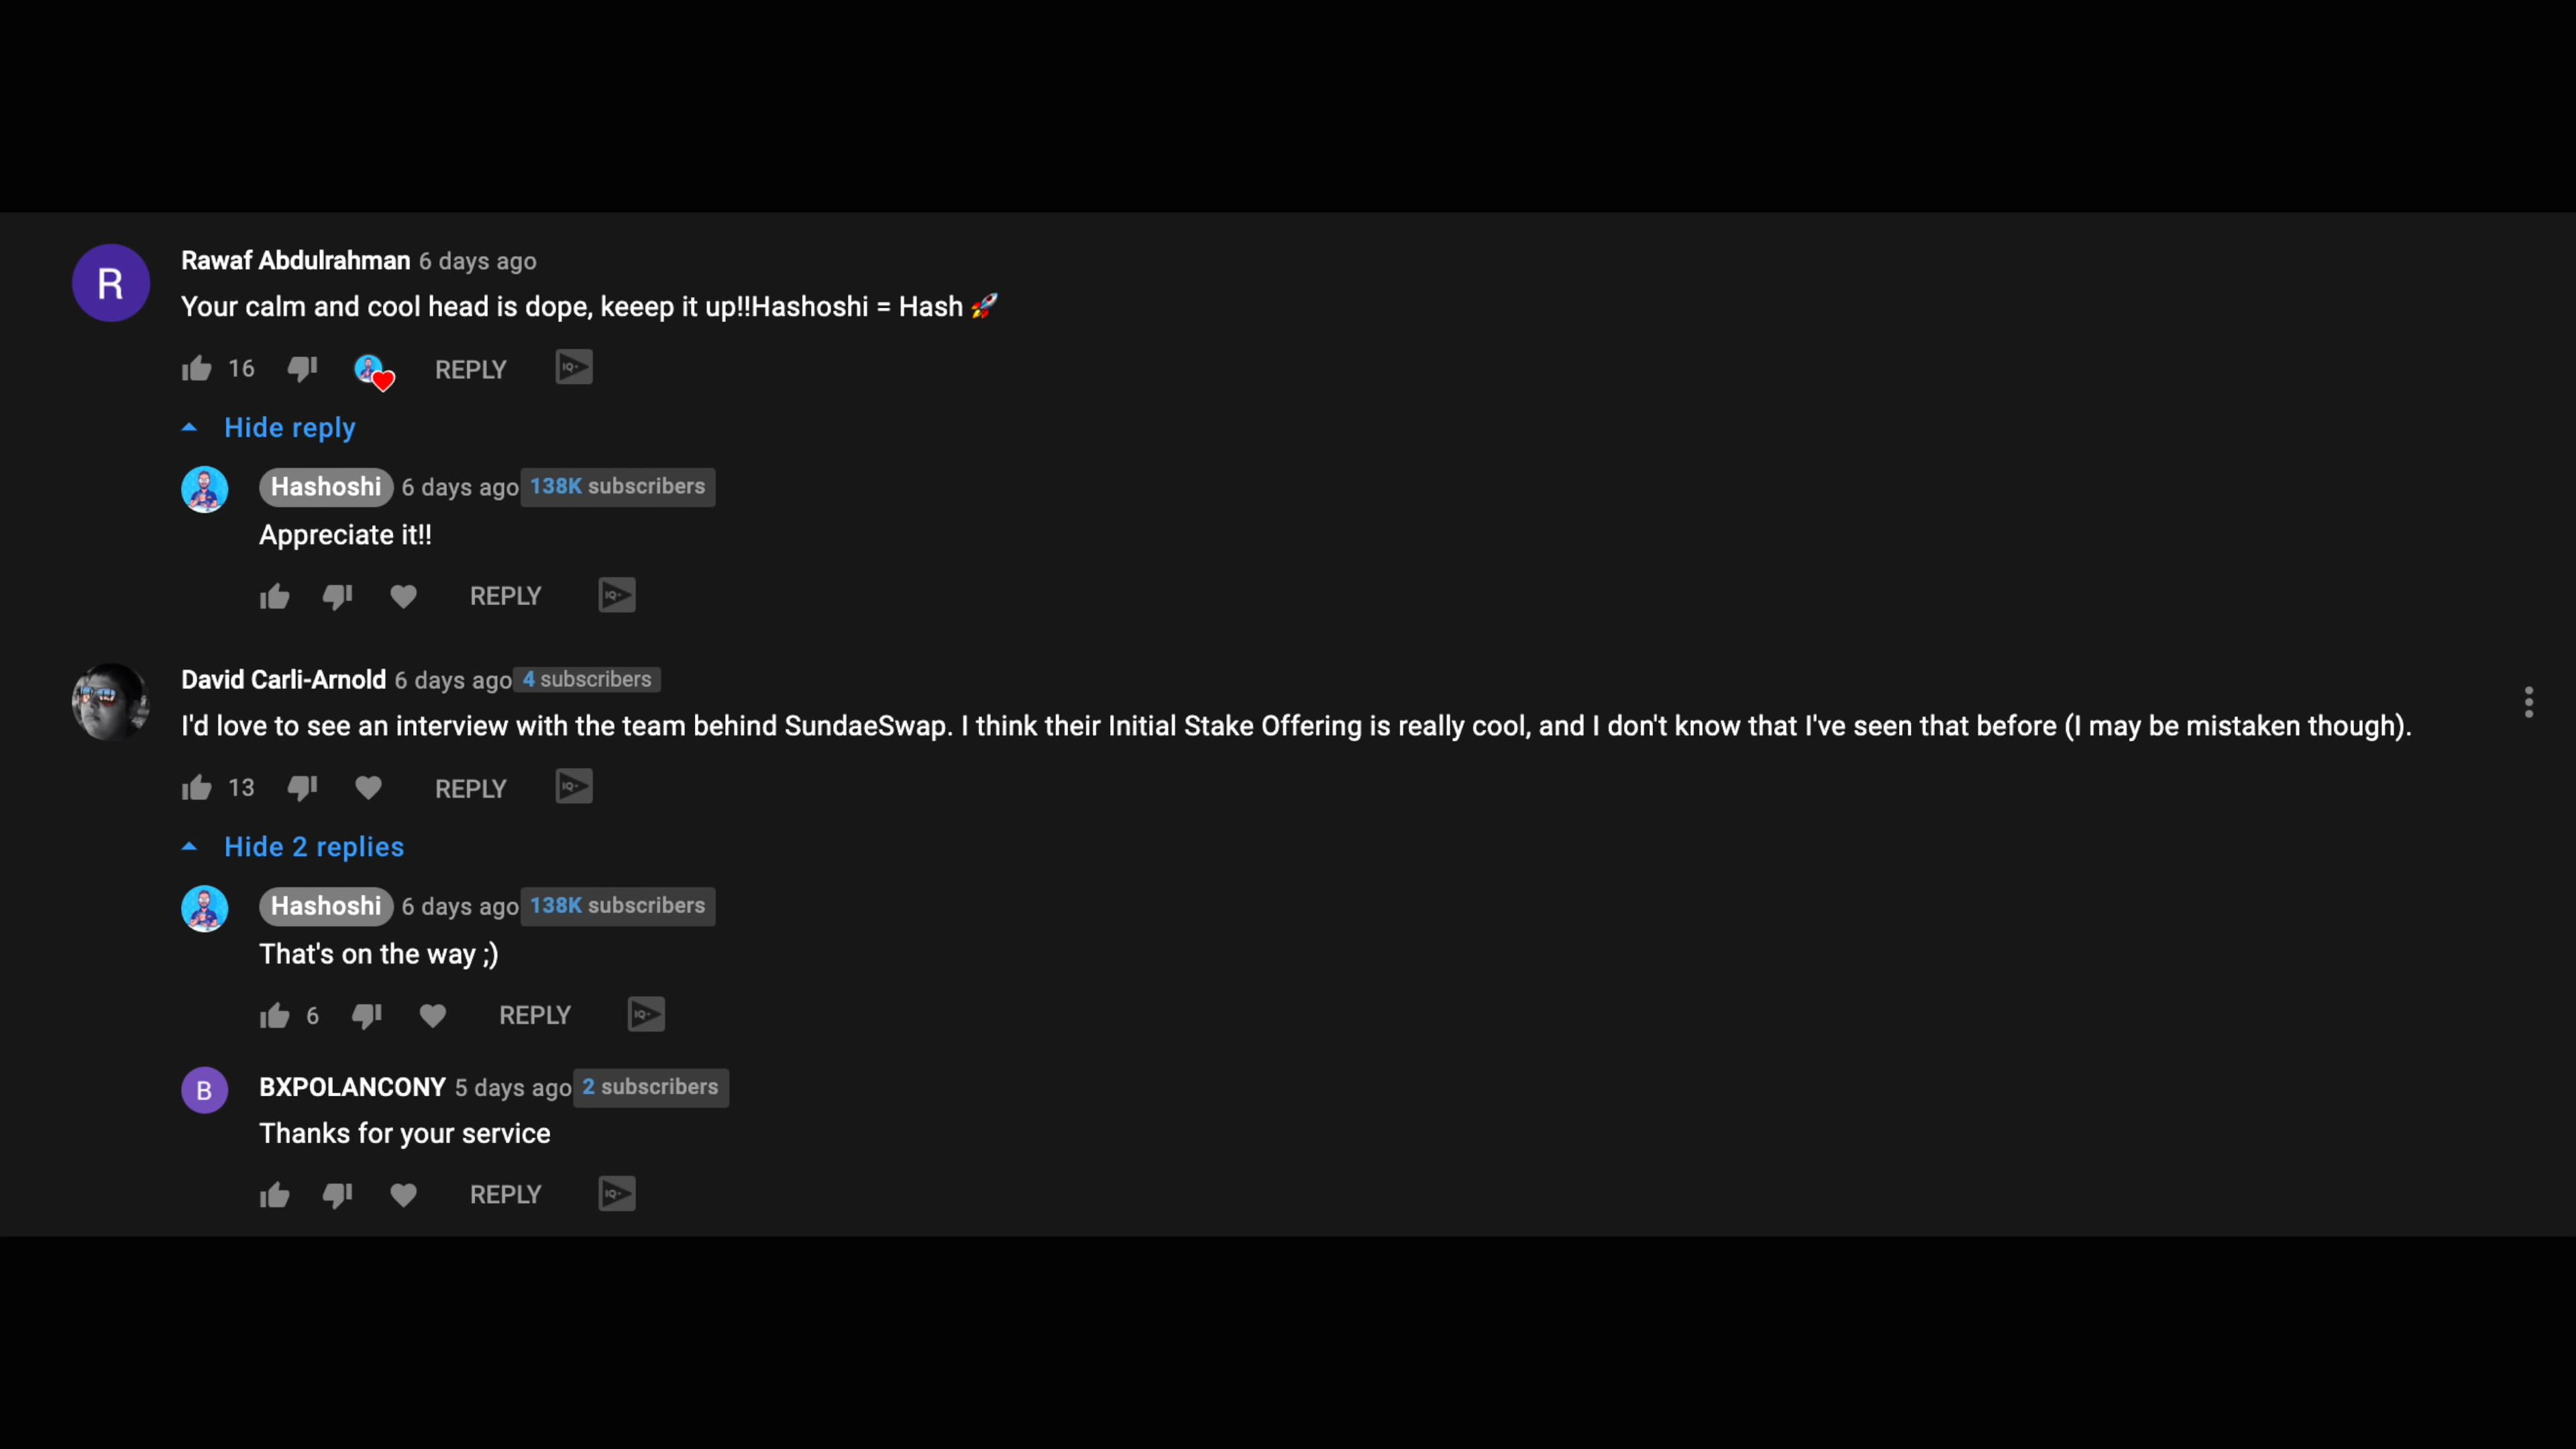 R
Rawaf Abdulrahman 6 days ago
Your calm and cool head is dope, keeep it up!!Hashoshi = Hash 🚀
16 REPLY IQ+
Hide reply
Hashoshi 6 days ago 138K subscribers
Appreciate it!!
REPLY IQ+
David Carli-Arnold 6 days ago 4 subscribers
I'd love to see an interview with the team behind SundaeSwap. I think their Initial Stake Offering is really cool, and I don't know that I've seen that before (I may be mistaken though).
13 REPLY IQ+
Hide 2 replies
Hashoshi 6 days ago 138K subscribers
That's on the way ;)
6 REPLY IQ+
B
BXPOLANCONY 5 days ago 2 subscribers
Thanks for your service
REPLY IQ+